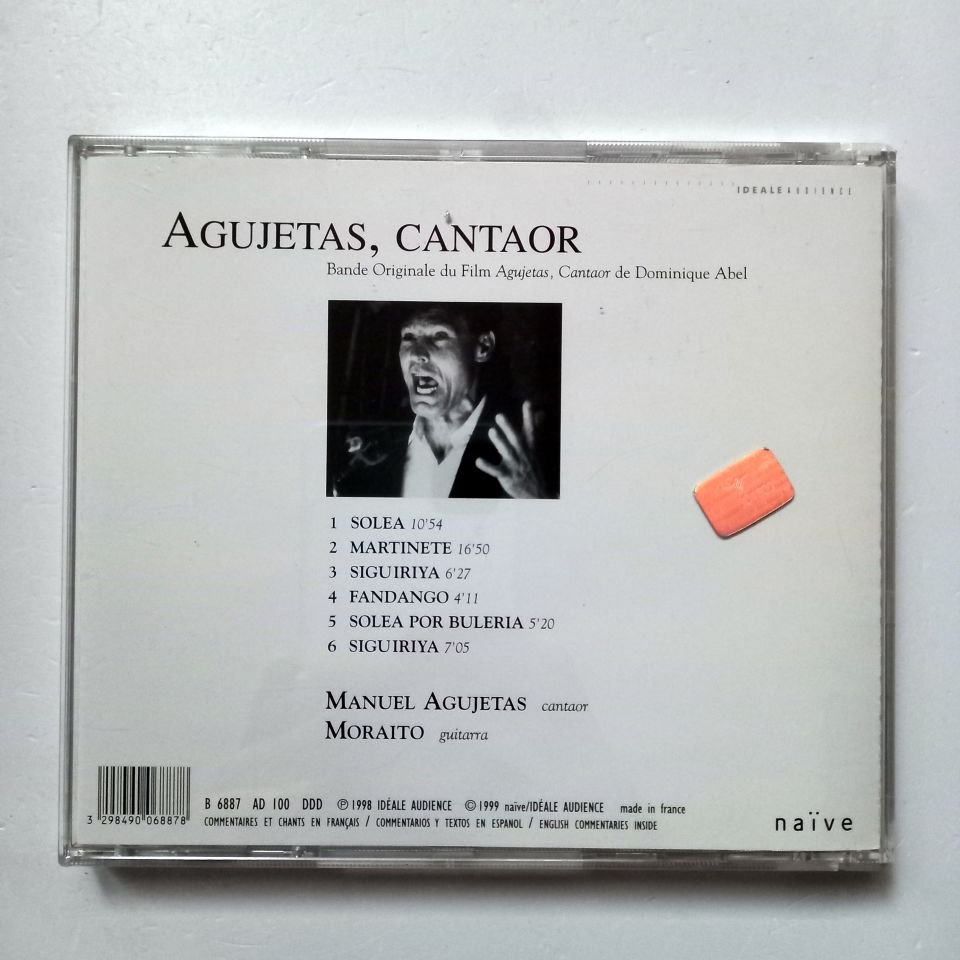 IDEALEAUDIENCE
AGUJETAS, CANTAOR
Bande Originale du Film Agujetas, Cantaor de Dominique Abel
1 SOLEA 10'54
2 MARTINETE 16'50
3 SIGUIRIYA 6'27
4 FANDANGO 4'11
5 SOLEA POR BULERIA 5'20
6 SIGUIRIYA 7'05
MANUEL AGUJETAS cantaor
MORAITO guitarra
B 6887 AD 100 DDD Ⓟ 1998 IDÉALE AUDIENCE © 1999 naïve/IDÉALE AUDIENCE made in france
COMMENTAIRES ET CHANTS EN FRANÇAIS / COMMENTARIOS Y TEXTOS EN ESPANOL / ENGLISH COMMENTARIES INSIDE
3 298490 068878
naïve